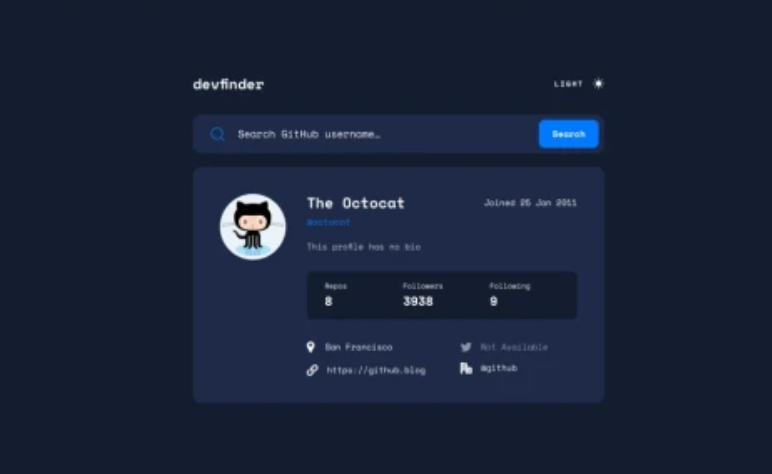 devfinder
LIGHT
Search GitHub username…
Search
The Octocat
Joined 25 Jan 2011
@octocat
This profile has no bio
Repos Followers Following
8 3938 9
San Francisco
Not Available
https://github.blog
@github